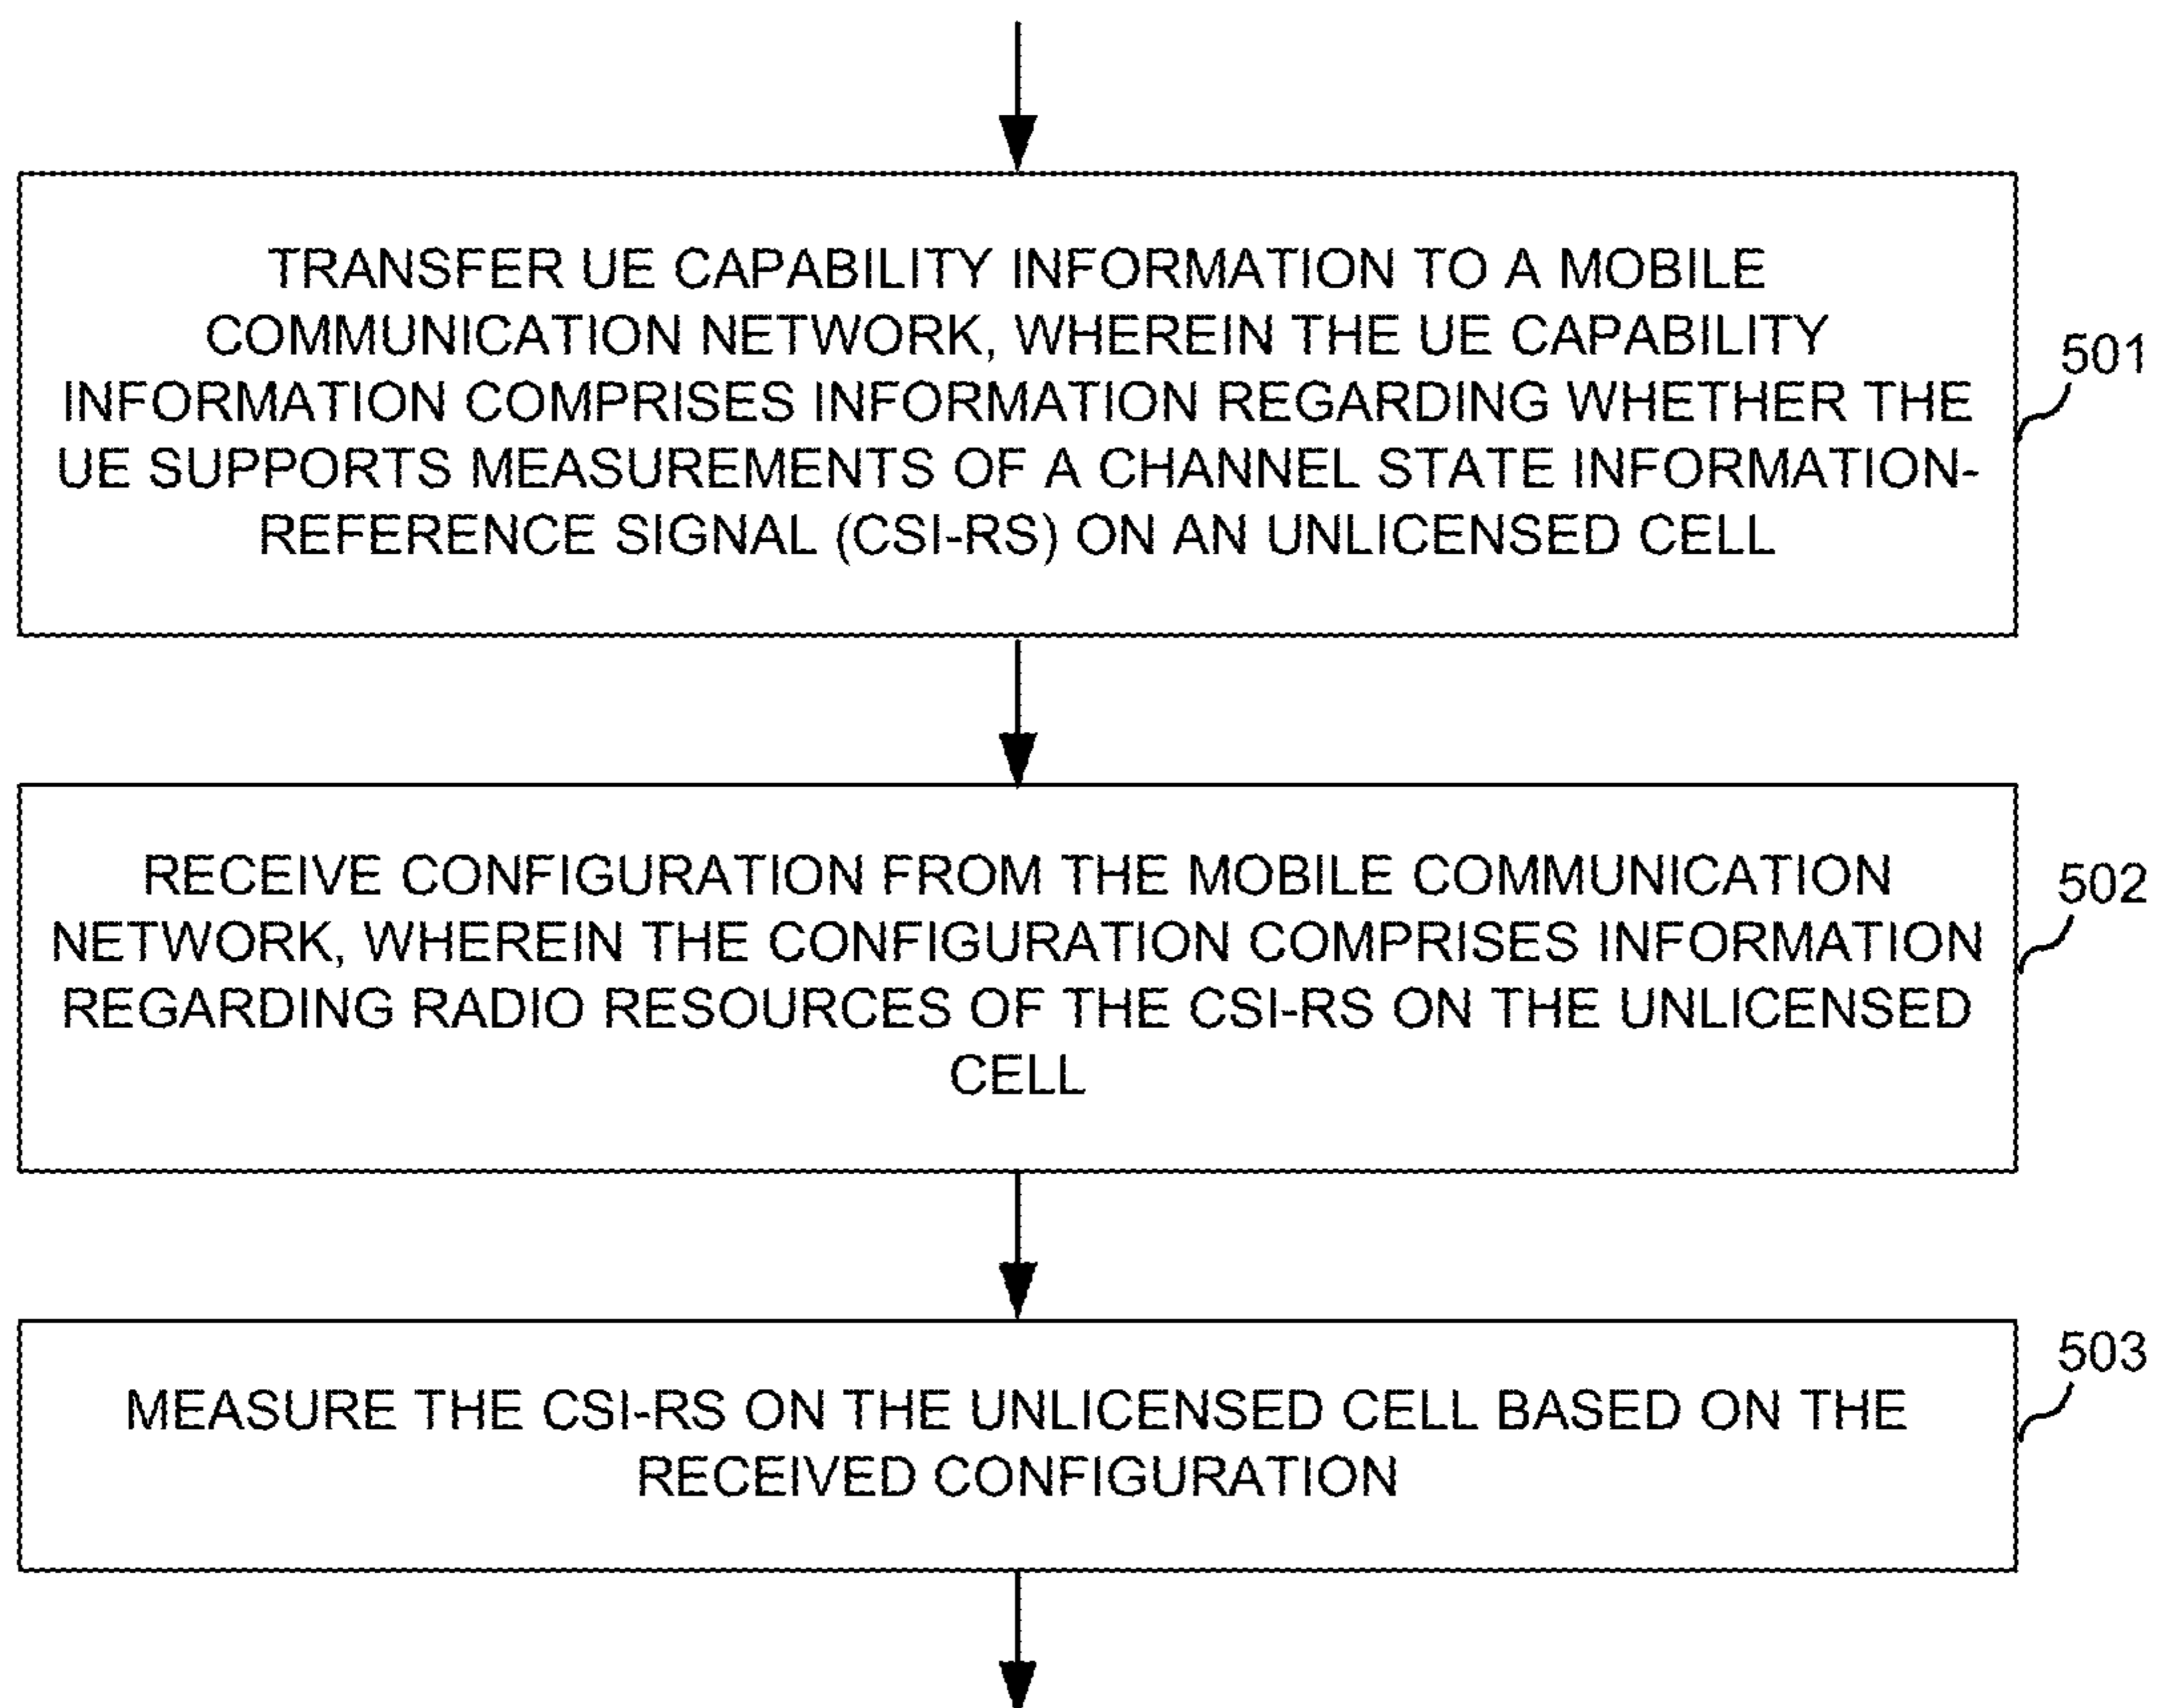 TRANSFER UE CAPABILITY INFORMATION TO A MOBILE
COMMUNICATION NETWORK, WHEREIN THE UE CAPABILITY
INFORMATION COMPRISES INFORMATION REGARDING WHETHER THE
UE SUPPORTS MEASUREMENTS OF A CHANNEL STATE INFORMATION-
REFERENCE SIGNAL (CSI-RS) ON AN UNLICENSED CELL
501
RECEIVE CONFIGURATION FROM THE MOBILE COMMUNICATION
NETWORK, WHEREIN THE CONFIGURATION COMPRISES INFORMATION
REGARDING RADIO RESOURCES OF THE CSI-RS ON THE UNLICENSED
CELL
502
MEASURE THE CSI-RS ON THE UNLICENSED CELL BASED ON THE
RECEIVED CONFIGURATION
503